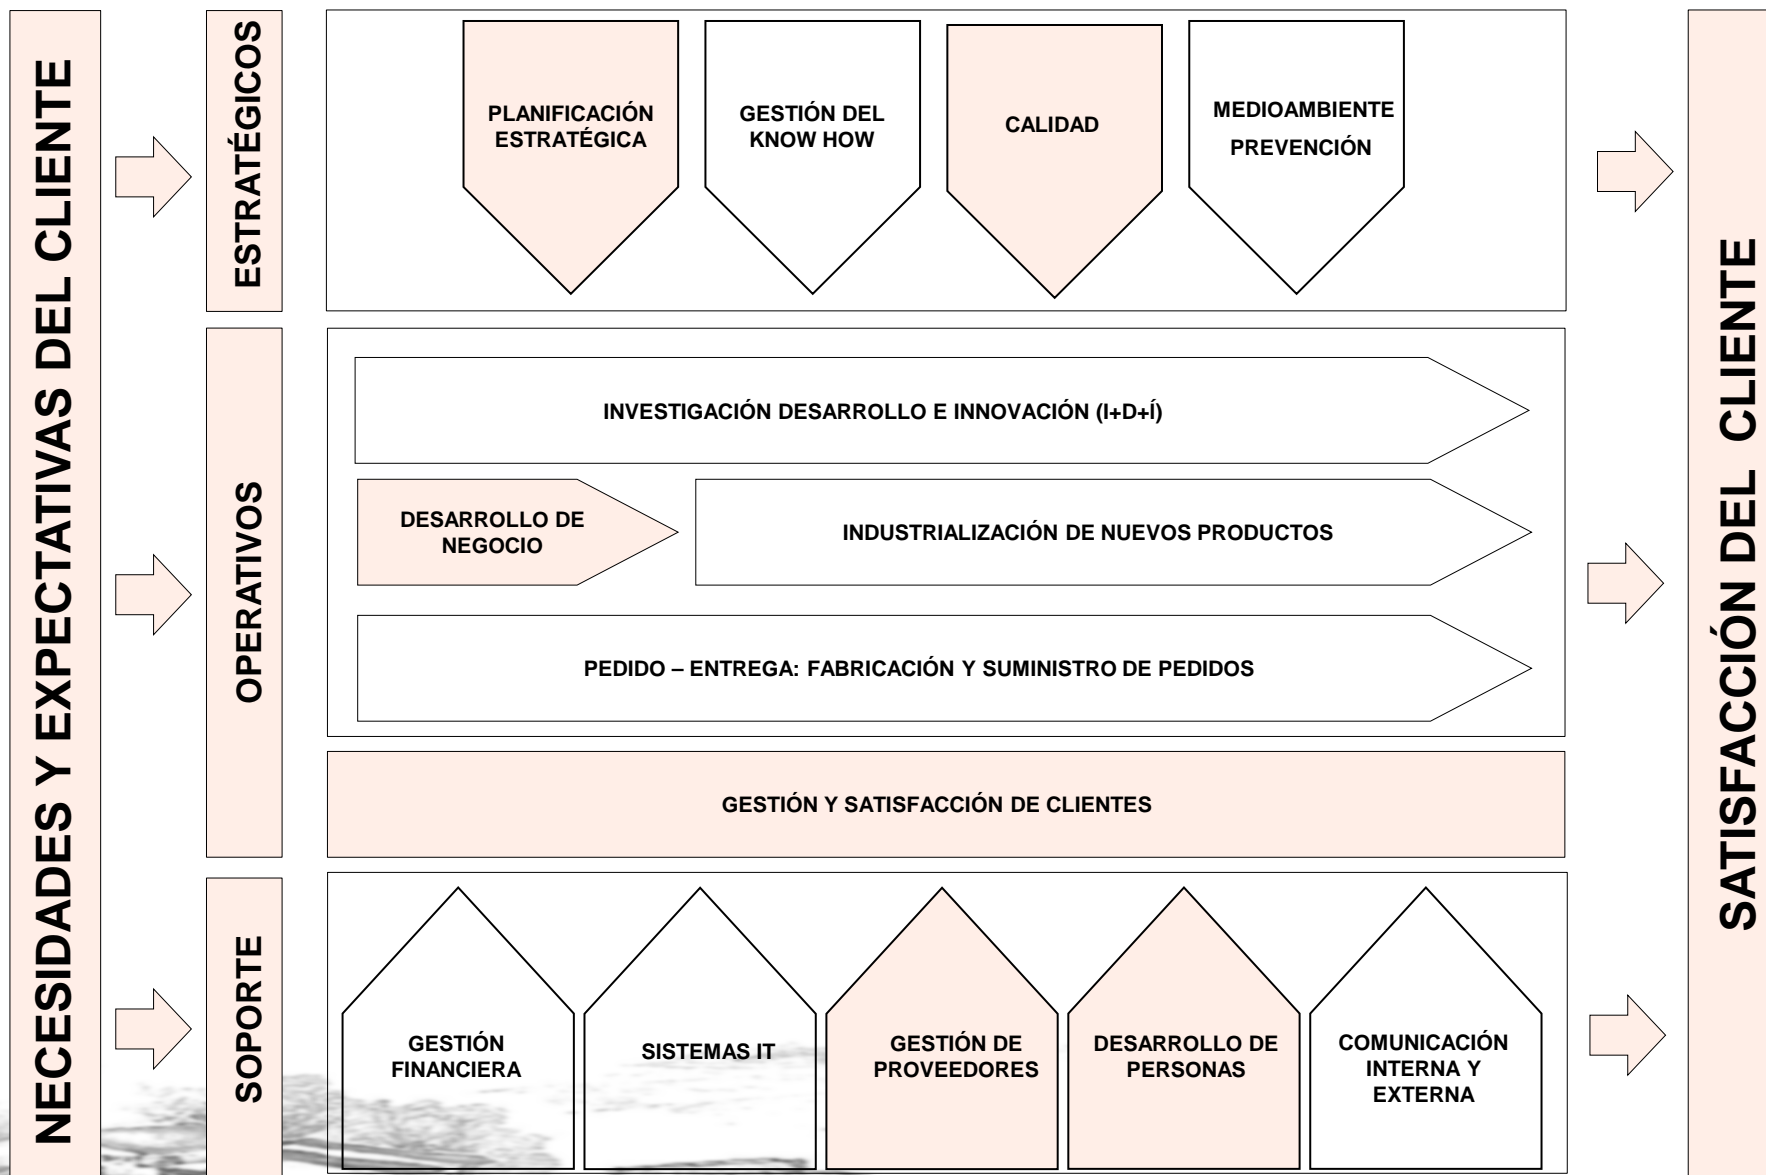 NECESIDADES Y EXPECTATIVAS DEL CLIENTE
ESTRATÉGICOS
PLANIFICACIÓN
ESTRATÉGICA
GESTIÓN DEL
KNOW HOW
CALIDAD
MEDIOAMBIENTE
PREVENCIÓN
OPERATIVOS
INVESTIGACIÓN DESARROLLO E INNOVACIÓN (I+D+Í)
DESARROLLO DE
NEGOCIO
INDUSTRIALIZACIÓN DE NUEVOS PRODUCTOS
PEDIDO – ENTREGA: FABRICACIÓN Y SUMINISTRO DE PEDIDOS
GESTIÓN Y SATISFACCIÓN DE CLIENTES
SOPORTE
GESTIÓN
FINANCIERA
SISTEMAS IT
GESTIÓN DE
PROVEEDORES
DESARROLLO DE
PERSONAS
COMUNICACIÓN
INTERNA Y
EXTERNA
SATISFACCIÓN DEL CLIENTE